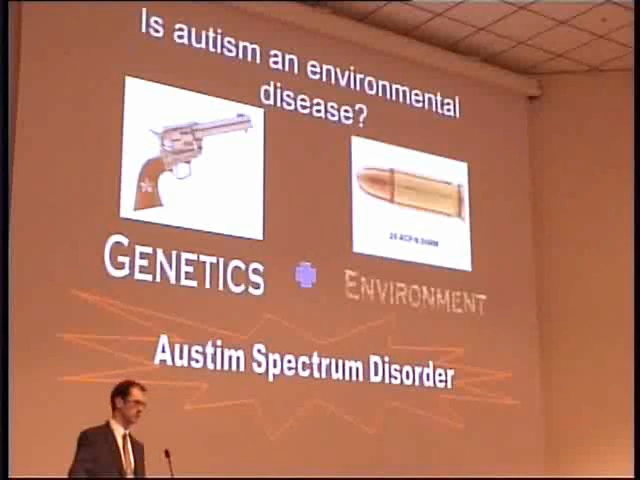 Is autism an environmental
disease?
GENETICS
ENVIRONMENT
Austim Spectrum Disorder